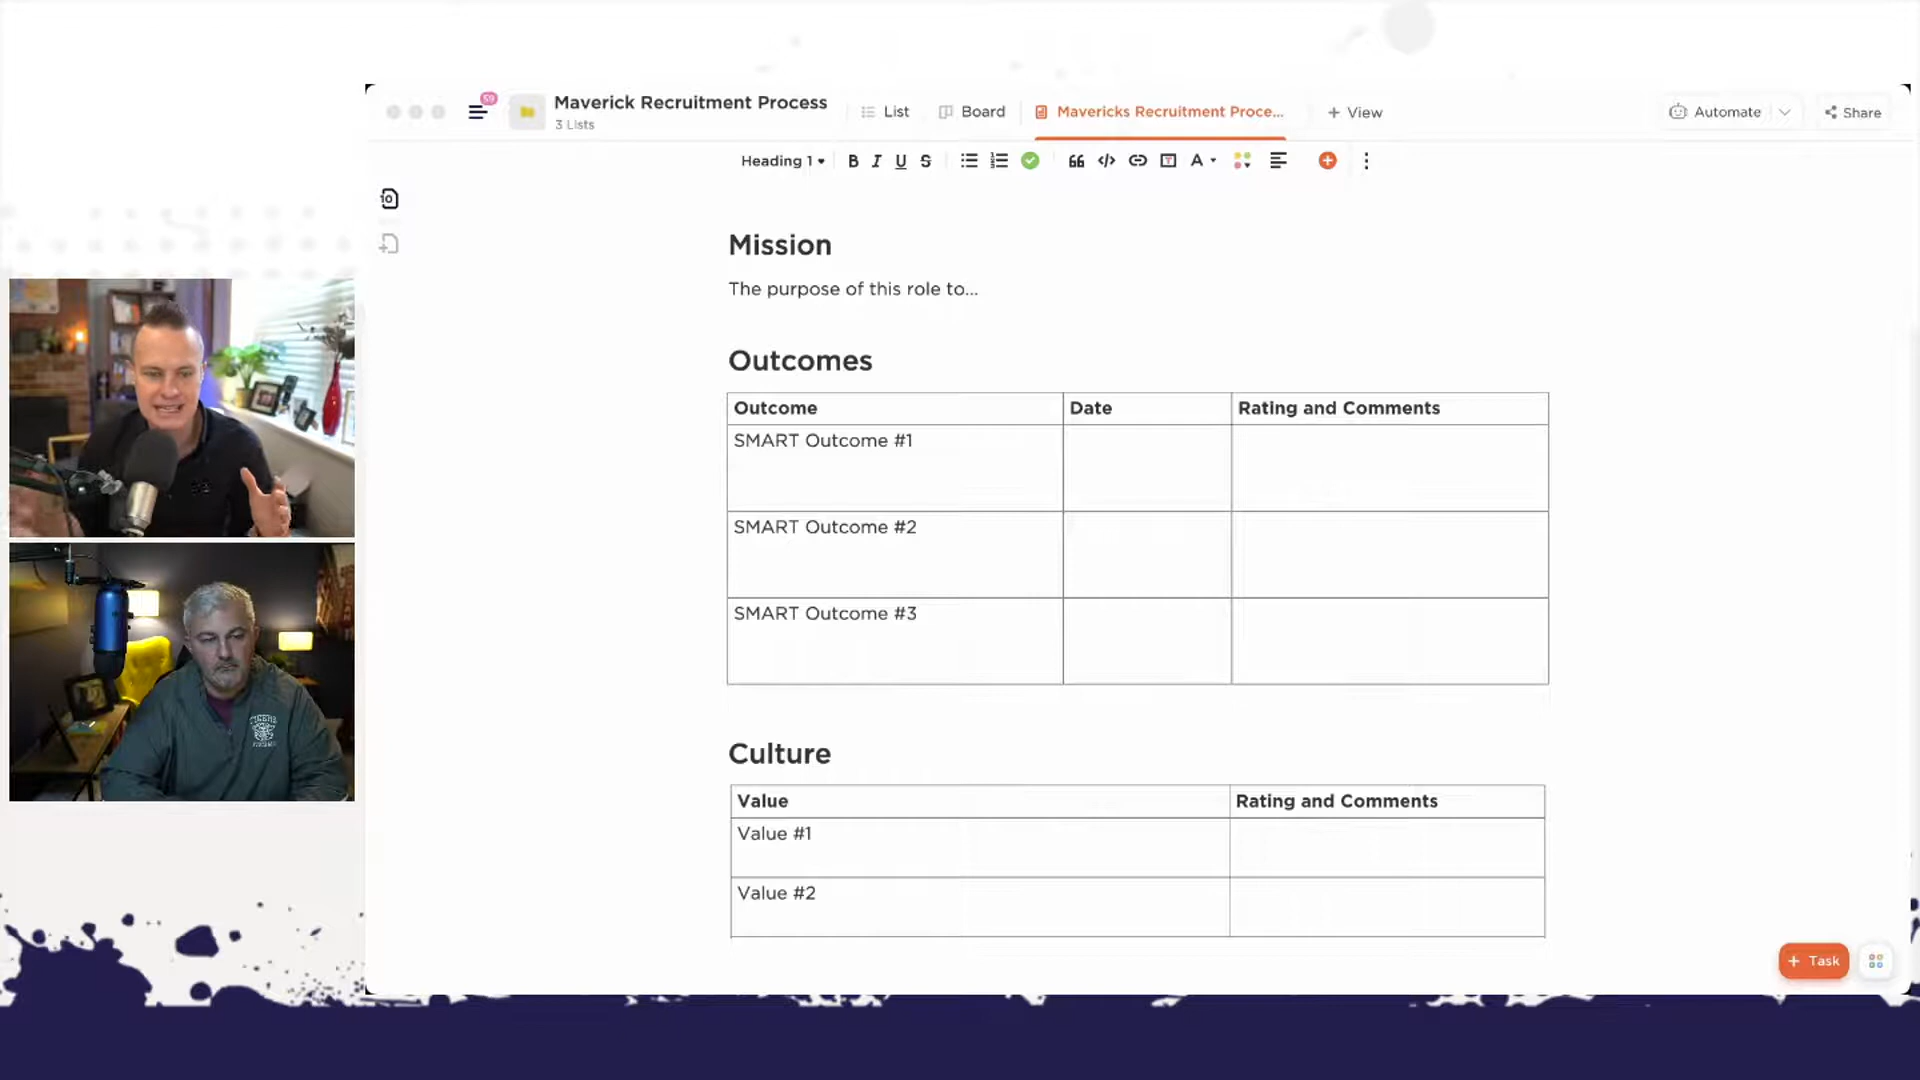 59
Maverick Recruitment Process
3 Lists
List
Board
Mavericks Recruitment Proce...
+ View
Automate
Share
Heading 1
B I U S
A
Mission
The purpose of this role to...
Outcomes
Outcome Date Rating and Comments
SMART Outcome #1
SMART Outcome #2
SMART Outcome #3
Culture
Value Rating and Comments
Value #1
Value #2
+ Task
TIGERS